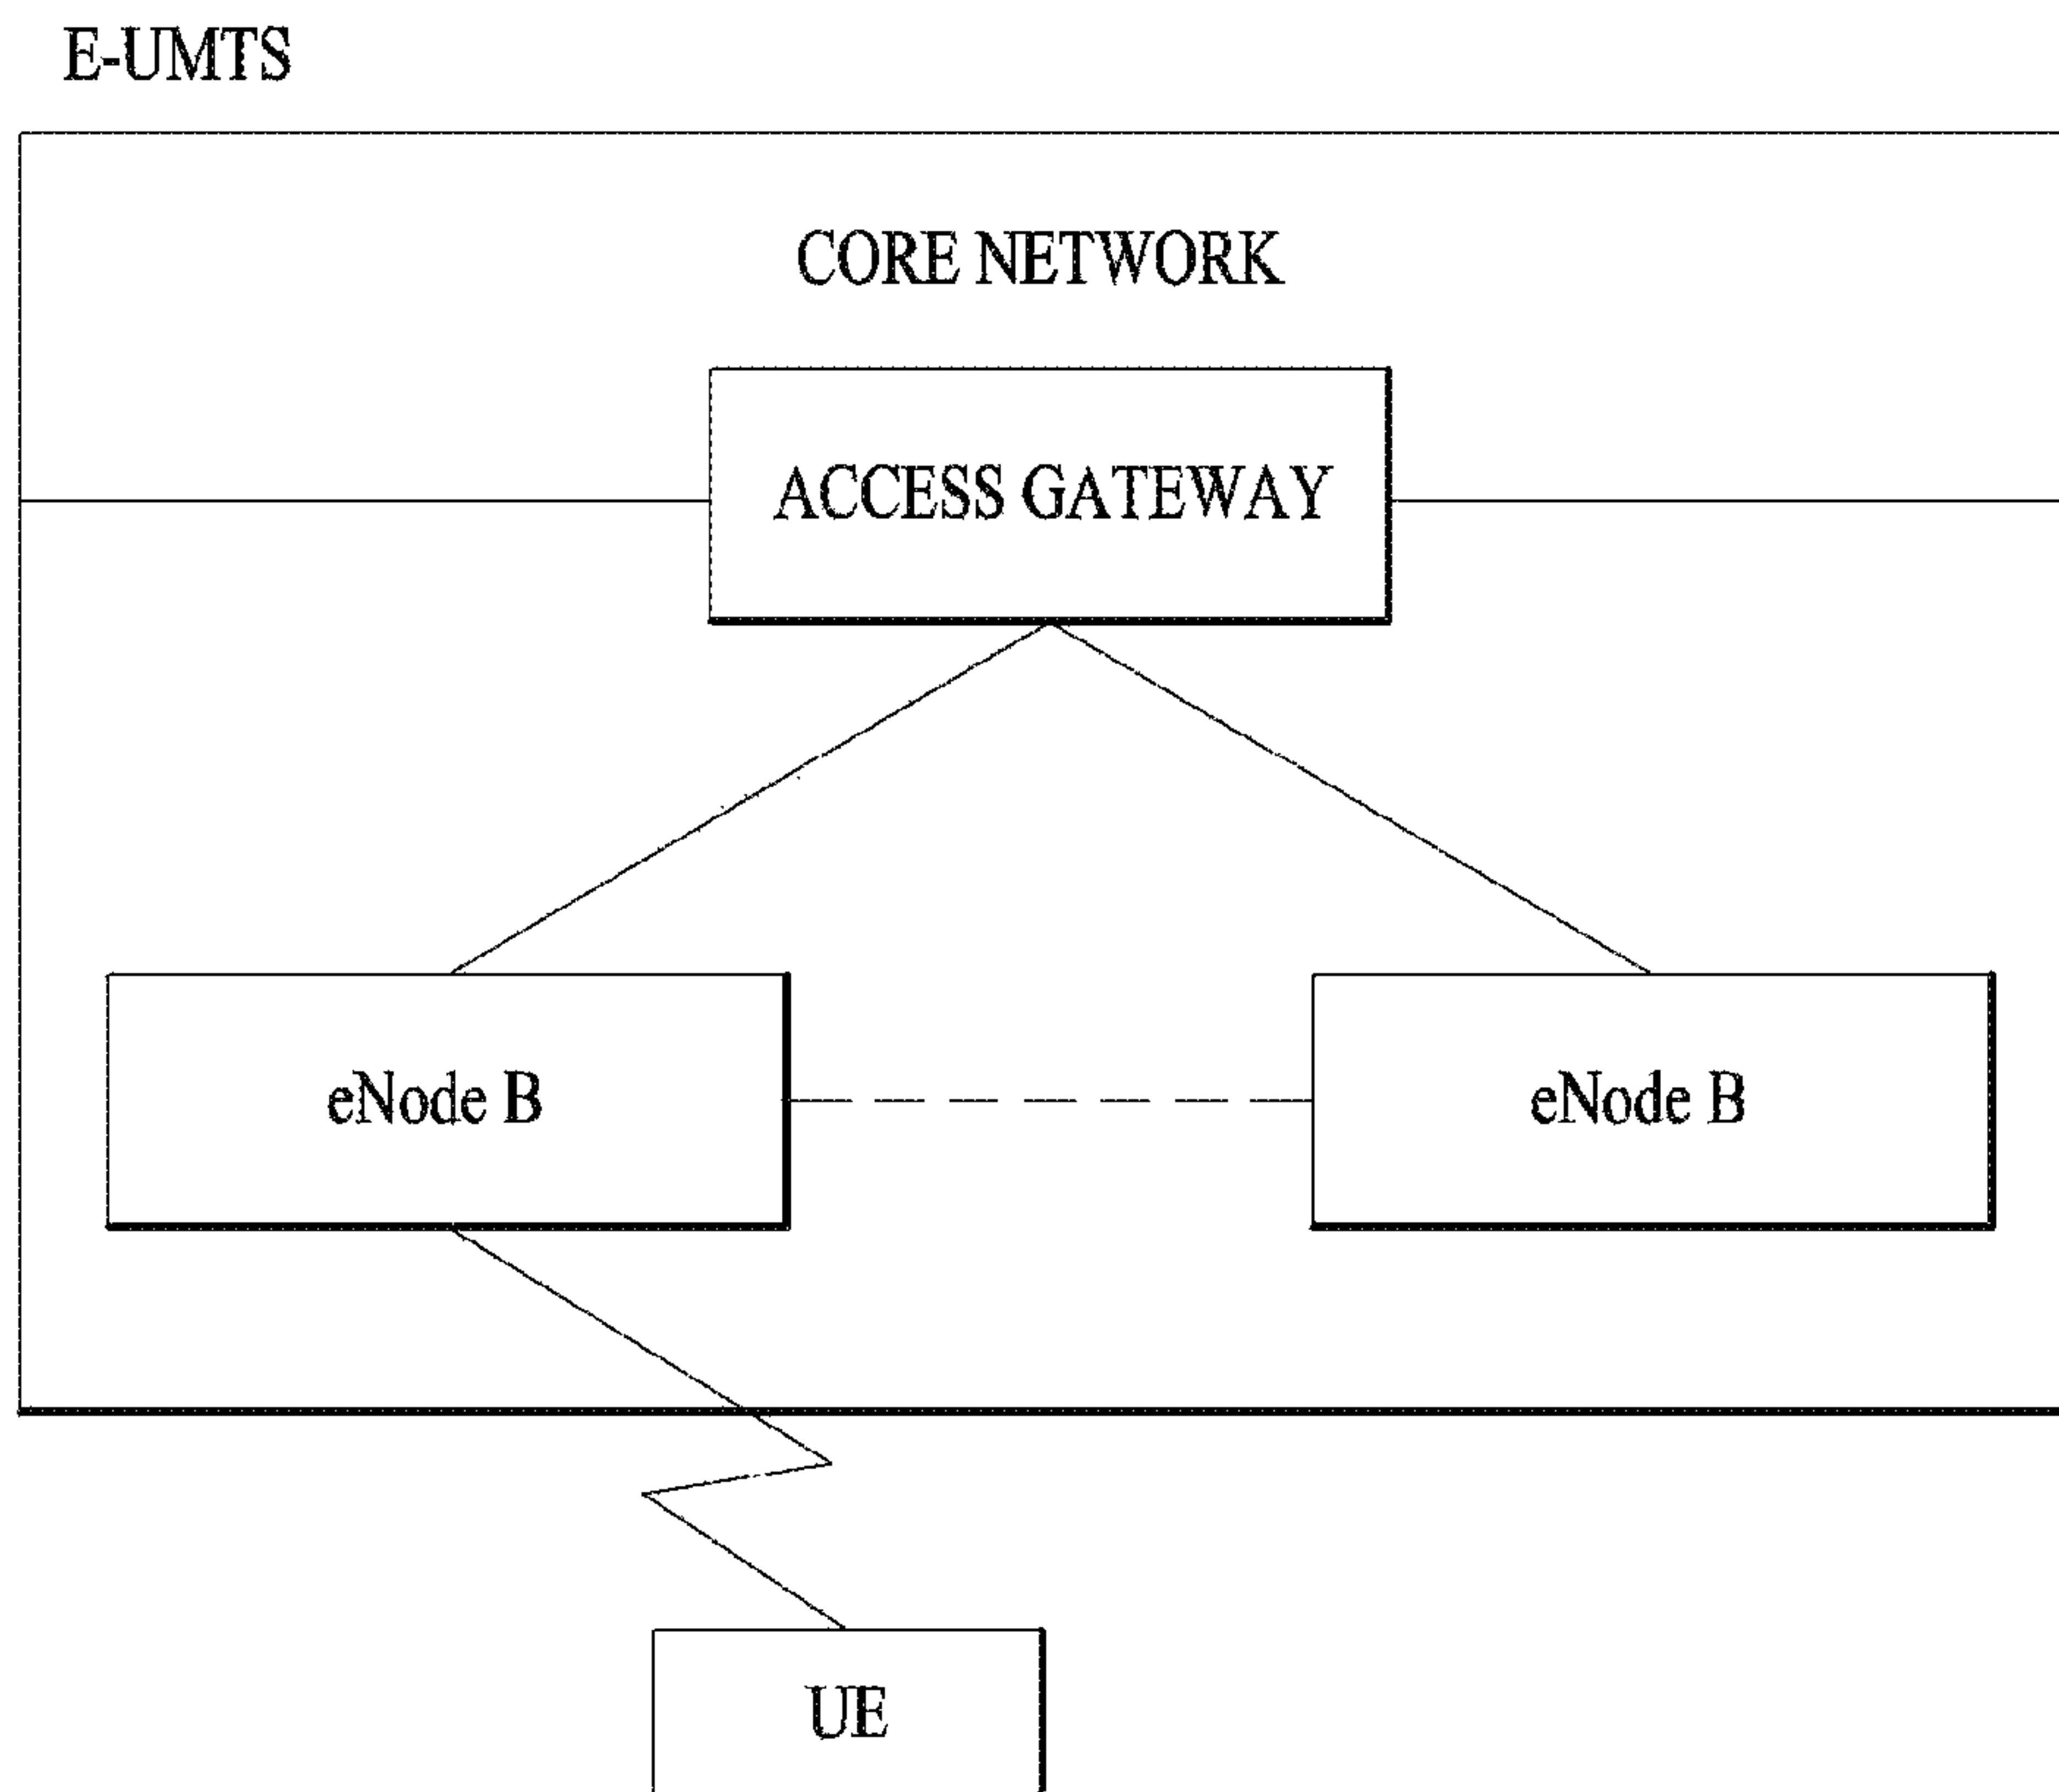 E-UMTS
CORE NETWORK
ACCESS GATEWAY
eNode B
eNode B
UE